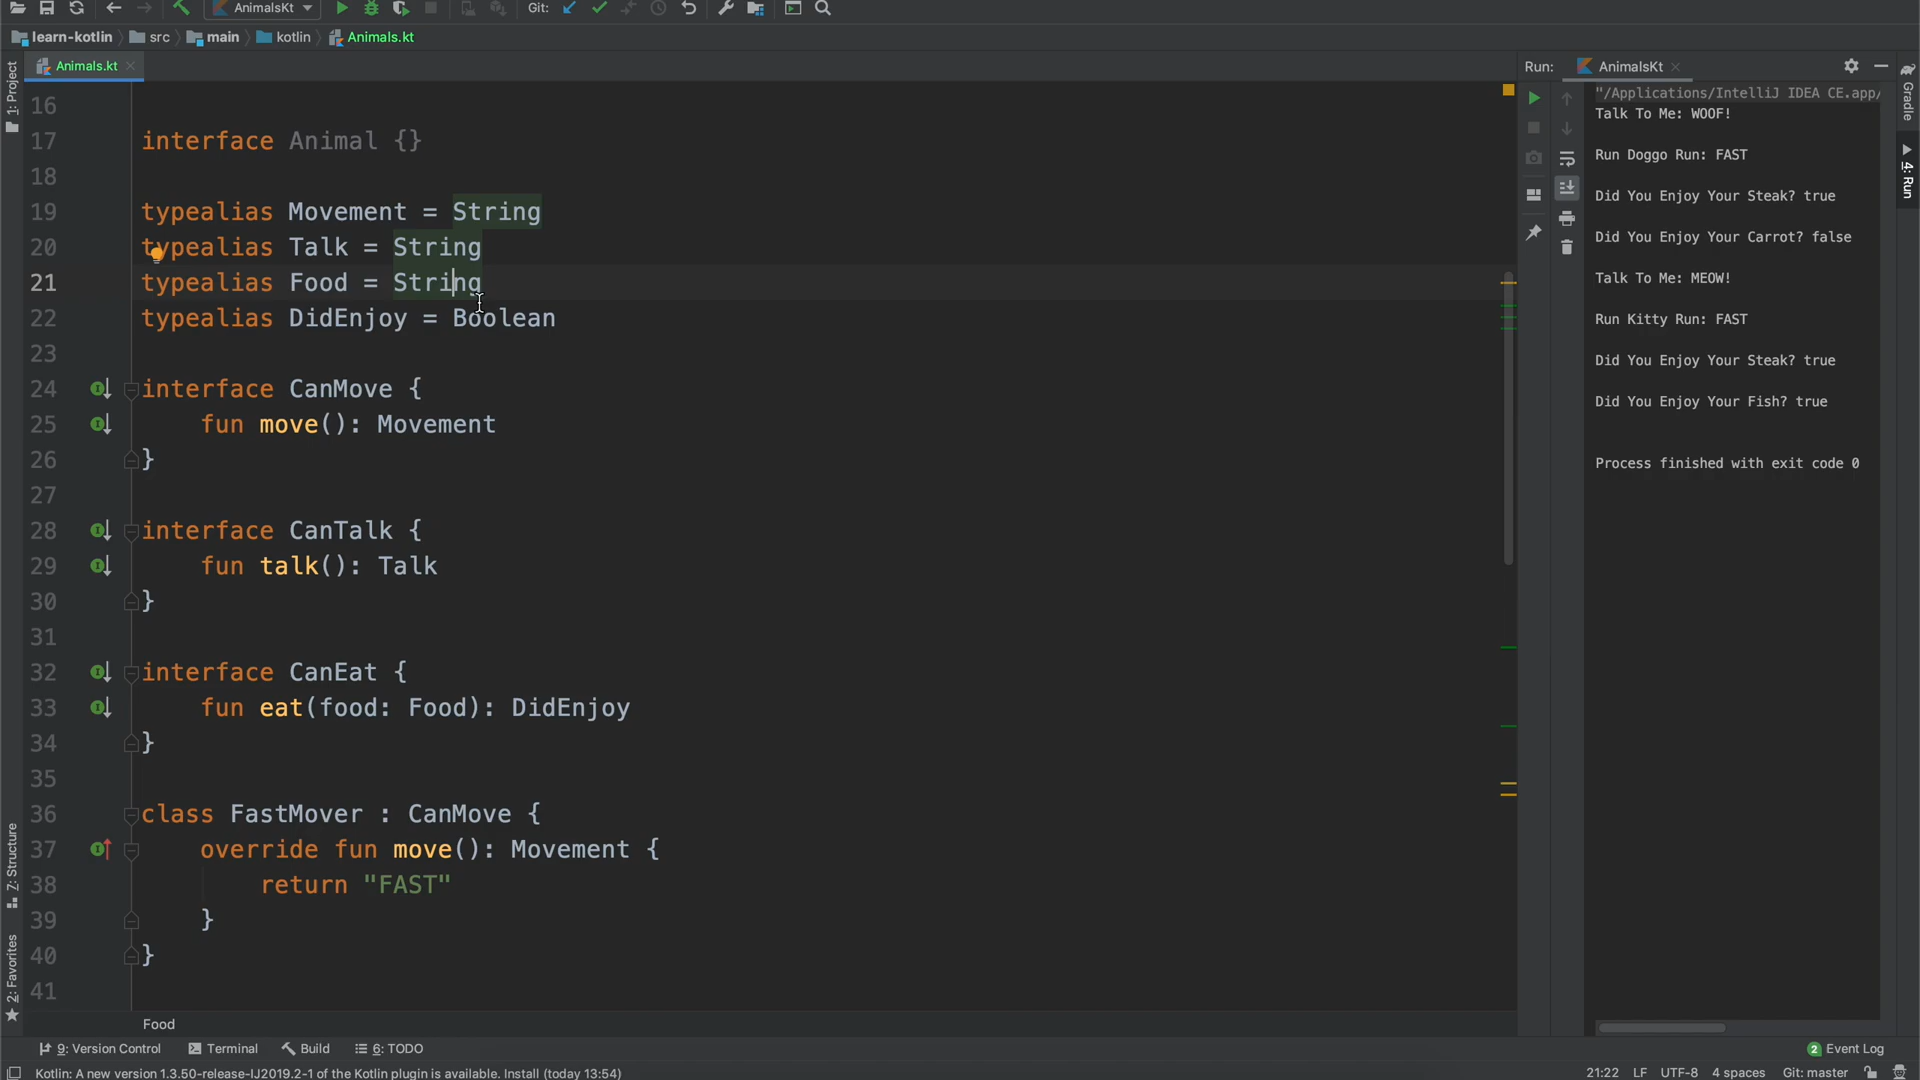 AnimalsKt
Git:
learn-kotlin
src
main
kotlin
Animals.kt
Animals.kt
Run:
AnimalsKt
1: Project
Gradle
4: Run
7: Structure
2: Favorites
16
17 interface Animal {}
18
19 typealias Movement = String
20 typealias Talk = String
21 typealias Food = String
22 typealias DidEnjoy = Boolean
23
24 interface CanMove {
25 fun move(): Movement
26 }
27
28 interface CanTalk {
29 fun talk(): Talk
30 }
31
32 interface CanEat {
33 fun eat(food: Food): DidEnjoy
34 }
35
36 class FastMover : CanMove {
37 override fun move(): Movement {
38 return "FAST"
39 }
40 }
41
Food
"/Applications/IntelliJ IDEA CE.app/
Talk To Me: WOOF!
Run Doggo Run: FAST
Did You Enjoy Your Steak? true
Did You Enjoy Your Carrot? false
Talk To Me: MEOW!
Run Kitty Run: FAST
Did You Enjoy Your Steak? true
Did You Enjoy Your Fish? true
Process finished with exit code 0
9: Version Control
Terminal
Build
6: TODO
2 Event Log
Kotlin: A new version 1.3.50-release-IJ2019.2-1 of the Kotlin plugin is available. Install (today 13:54)
21:22 LF UTF-8 4 spaces Git: master